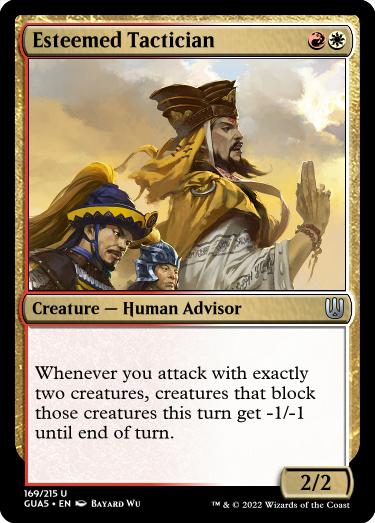 Esteemed Tactician
Creature — Human Advisor
Whenever you attack with exactly
two creatures, creatures that block
those creatures this turn get -1/-1
until end of turn.
2/2
169/215 U
GUA5 • EN Bayard Wu
™ & © 2022 Wizards of the Coast